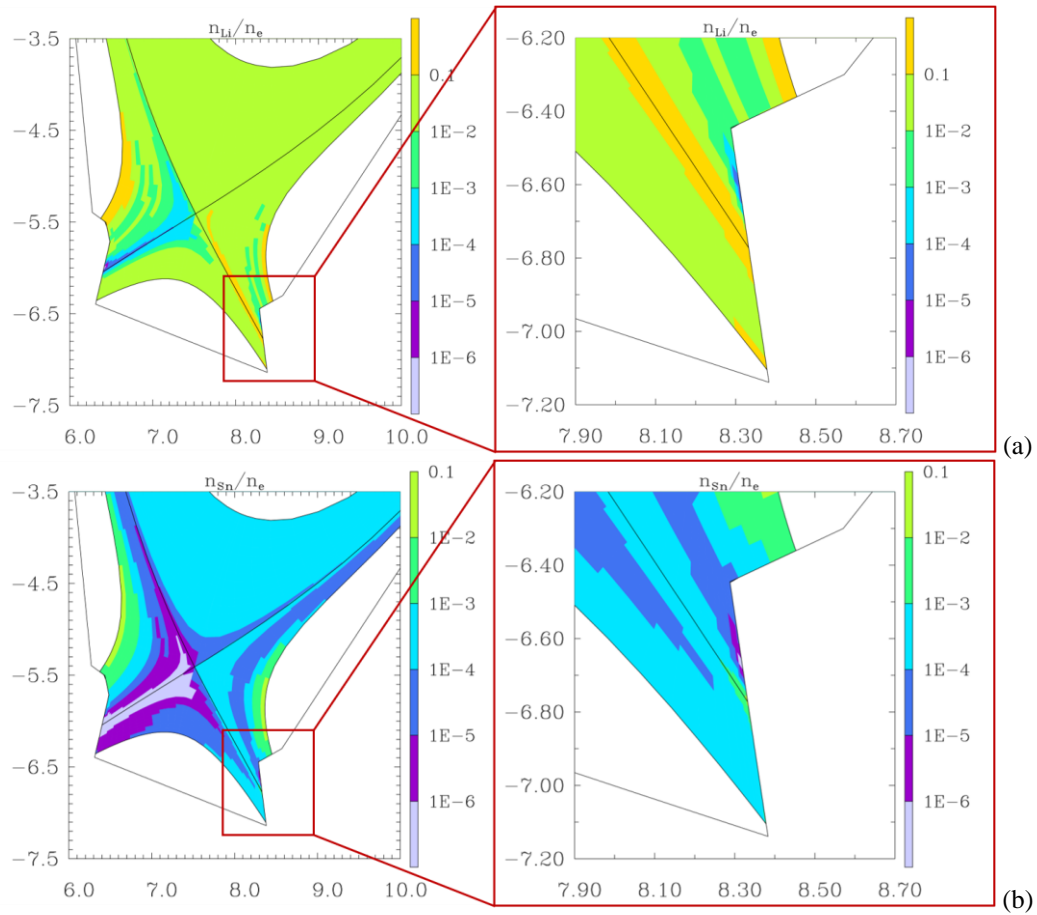 n_Li/n_e
-3.5
-4.5
-5.5
-6.5
-7.5
6.0 7.0 8.0 9.0 10.0
0.1
1E-2
1E-3
1E-4
1E-5
1E-6
n_Li/n_e
-6.20
-6.40
-6.60
-6.80
-7.00
-7.20
7.90 8.10 8.30 8.50 8.70
0.1
1E-2
1E-3
1E-4
1E-5
1E-6
(a)
n_Sn/n_e
-3.5
-4.5
-5.5
-6.5
-7.5
6.0 7.0 8.0 9.0 10.0
0.1
1E-2
1E-3
1E-4
1E-5
1E-6
n_Sn/n_e
-6.20
-6.40
-6.60
-6.80
-7.00
-7.20
7.90 8.10 8.30 8.50 8.70
0.1
1E-2
1E-3
1E-4
1E-5
1E-6
(b)